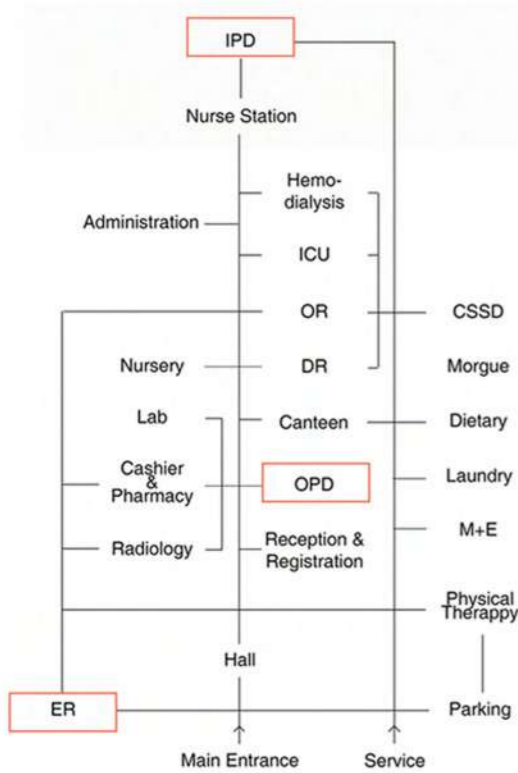 IPD
Nurse Station
Hemo-
dialysis
Administration
ICU
OR
CSSD
Nursery
DR
Morgue
Lab
Canteen
Dietary
Cashier
&
Pharmacy
OPD
Laundry
Radiology
Reception &
Registration
M+E
Physical
Therappy
Hall
ER
Parking
Main Entrance
Service